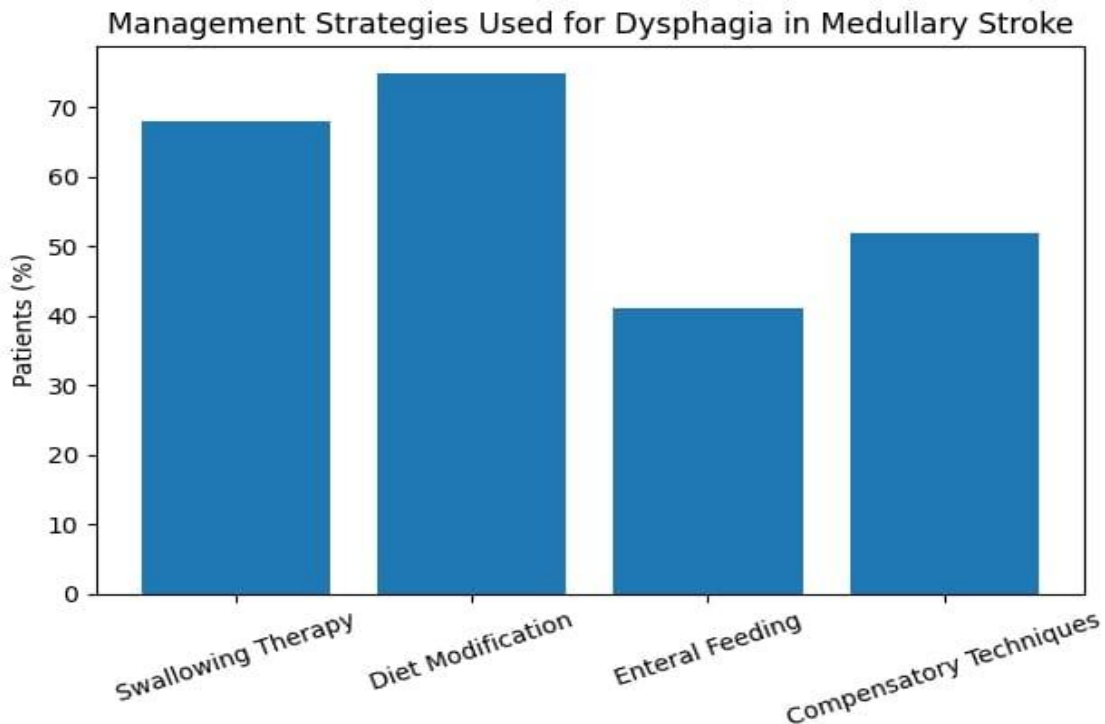 Management Strategies Used for Dysphagia in Medullary Stroke
Patients (%)
70
60
50
40
30
20
10
0
Swallowing Therapy
Diet Modification
Enteral Feeding
Compensatory Techniques